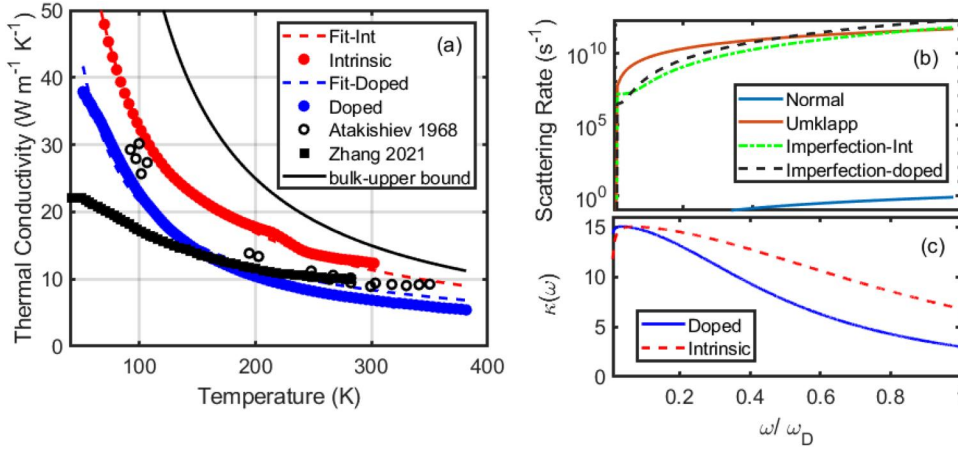 Thermal Conductivity (W m⁻¹ K⁻¹)
50
40
30
20
10
0
100
200
300
400
Temperature (K)
(a)
Fit-Int
Intrinsic
Fit-Doped
Doped
Atakishiev 1968
Zhang 2021
bulk-upper bound
Scattering Rate (s⁻¹)
10¹⁰
10⁵
10⁰
(b)
Normal
Umklapp
Imperfection-Int
Imperfection-doped
κ(ω)
15
10
5
0
(c)
Doped
Intrinsic
0.2
0.4
0.6
0.8
ω/ ω_D